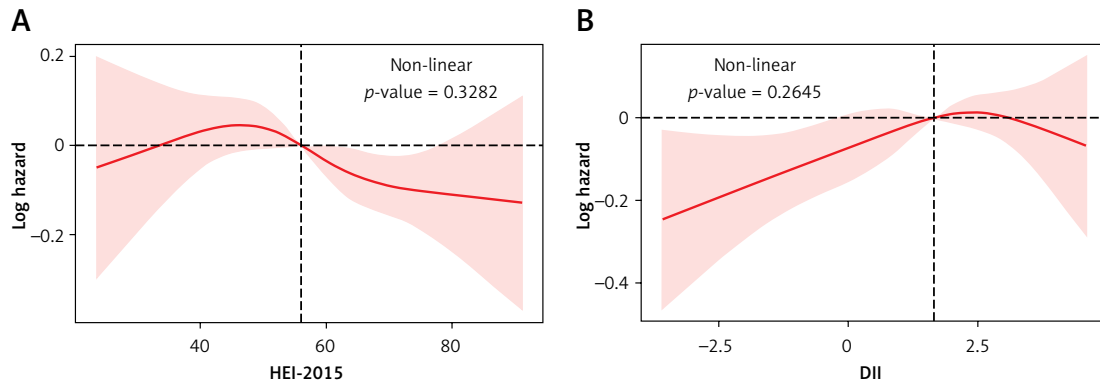 A
Non-linear
p-value = 0.3282
Log hazard
0.2
0
−0.2
40
60
80
HEI-2015
B
Non-linear
p-value = 0.2645
Log hazard
0
−0.2
−0.4
−2.5
0
2.5
DII